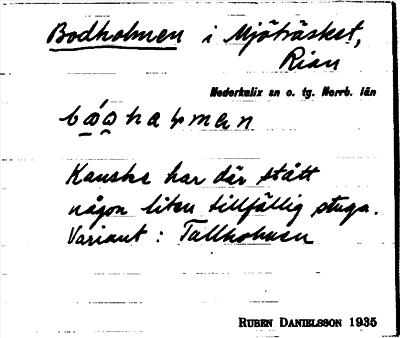 Bodholmen i Mjöträsket,
Rian
Nederkalix sn o. tg. Norrb. län
Kanske har där stått
någon liten tillfällig stuga.
Variant: Tallholmen
RUBEN DANIELSSON 1935